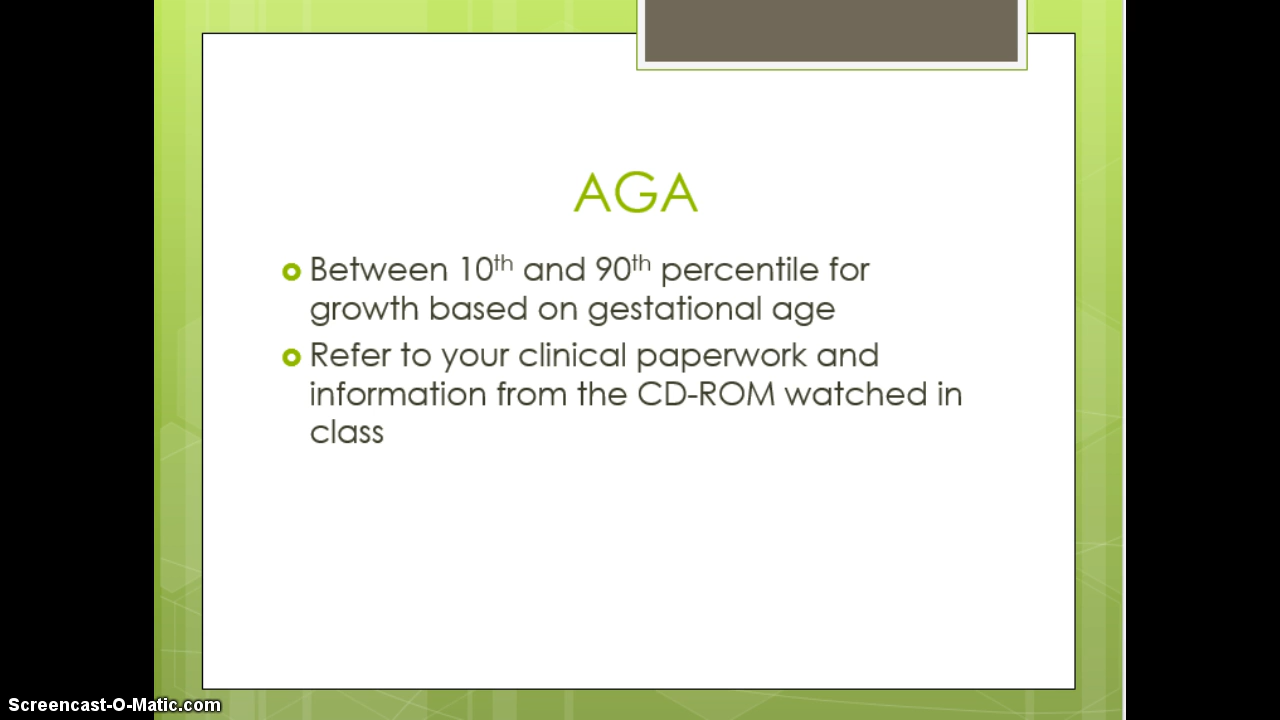 AGA
Between 10th and 90th percentile for
growth based on gestational age
Refer to your clinical paperwork and
information from the CD-ROM watched in
class
Screencast-O-Matic.com